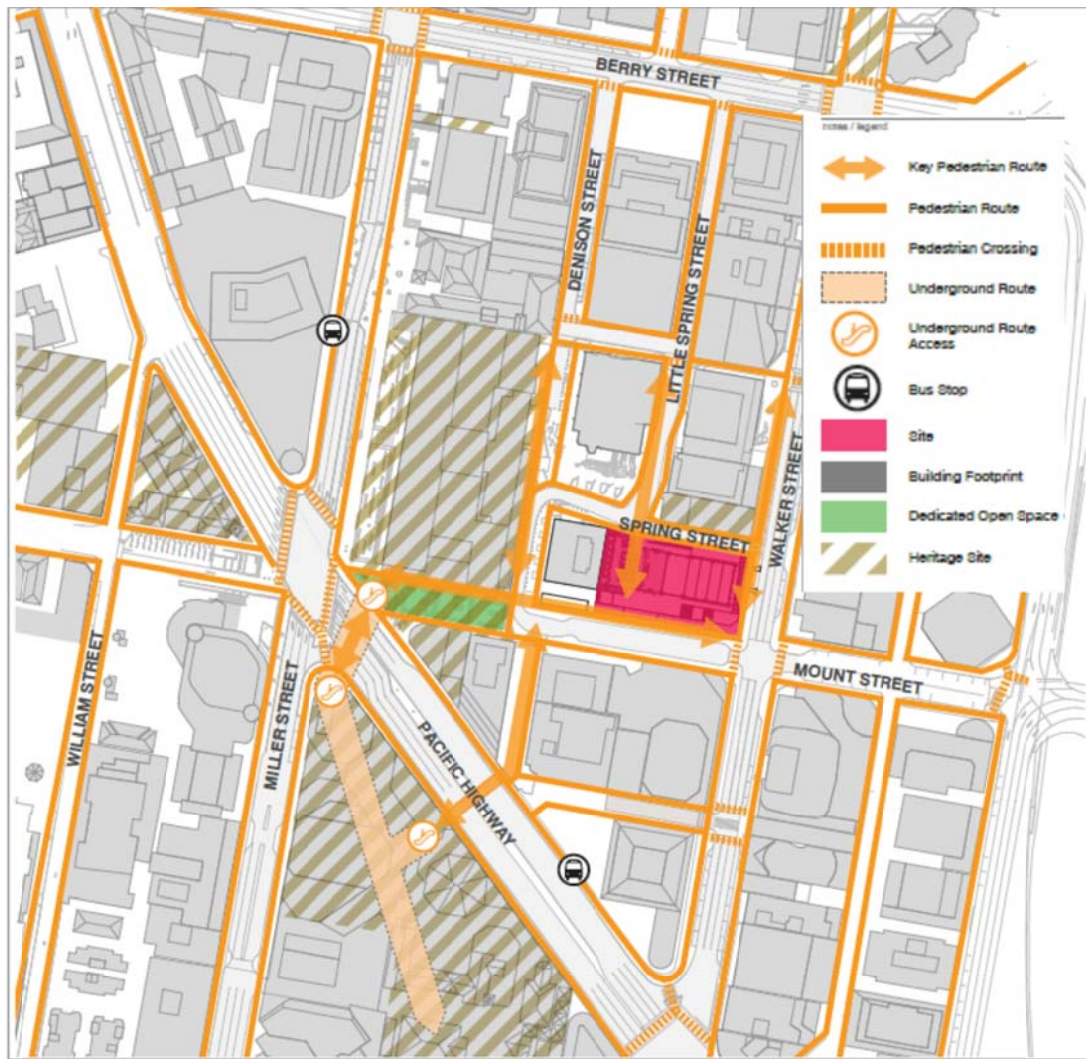 BERRY STREET
notes / legend
Key Pedestrian Route
Pedestrian Route
Pedestrian Crossing
Underground Route
Underground Route
Access
Bus Stop
Site
Building Footprint
Dedicated Open Space
Heritage Site
DENISON STREET
LITTLE SPRING STREET
SPRING STREET
WALKER STREET
MOUNT STREET
WILLIAM STREET
MILLER STREET
PACIFIC HIGHWAY